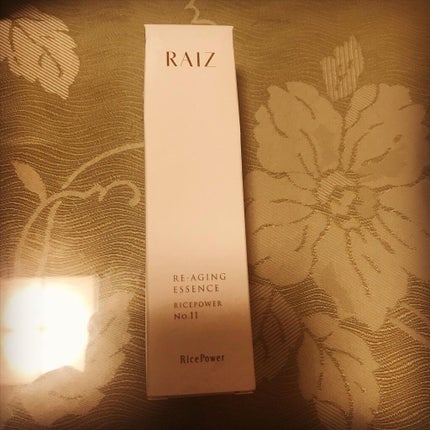 RAIZ
RE-AGING
ESSENCE
RICEPOWER
No.11
RicePower